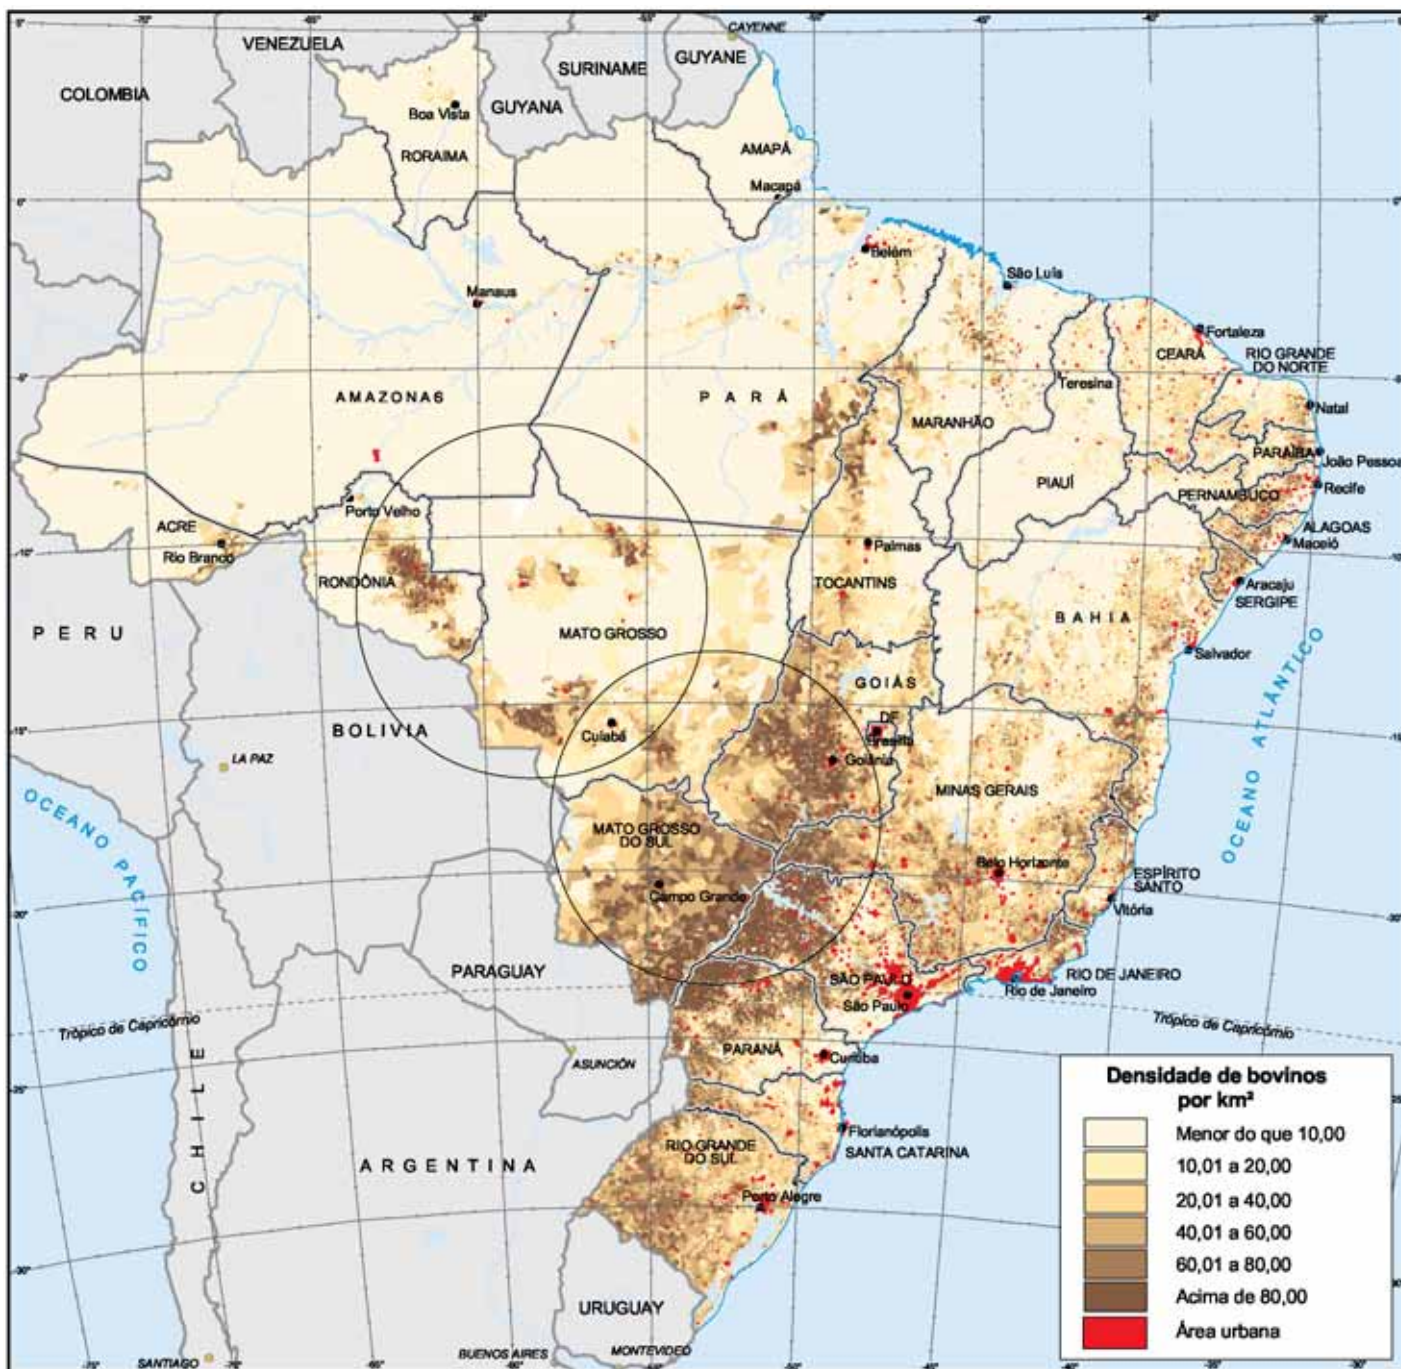 CAYENNE
VENEZUELA
GUYANE
SURINAME
COLOMBIA
GUYANA
Boa Vista
RORAIMA
AMAPÁ
Macapá
0°
0°
Belém
São Luís
Manaus
Fortaleza
CEARÁ
RIO GRANDE
DO NORTE
Teresina
AMAZONAS
PARÁ
Natal
MARANHÃO
PARAÍBA
João Pessoa
PIAUÍ
PERNAMBUCO
Recife
Porto Velho
ACRE
Rio Branco
ALAGOAS
Maceió
Palmas
RONDÔNIA
TOCANTINS
Aracaju
SERGIPE
PERU
MATO GROSSO
BAHIA
Salvador
GOIÁS
OCEANO ATLÂNTICO
BOLIVIA
Cuiabá
DF
Brasília
LA PAZ
Goiânia
MINAS GERAIS
OCEANO PACÍFICO
MATO GROSSO
DO SUL
Belo Horizonte
ESPÍRITO
SANTO
Campo Grande
Vitória
PARAGUAY
SÃO PAULO
RIO DE JANEIRO
Rio de Janeiro
São Paulo
Trópico de Capricórnio
Trópico de Capricórnio
PARANÁ
Curitiba
ASUNCIÓN
CHILE
Florianópolis
SANTA CATARINA
ARGENTINA
RIO GRANDE
DO SUL
Porto Alegre
URUGUAY
SANTIAGO
BUENOS AIRES
MONTEVIDEO
Densidade de bovinos
por km²
Menor do que 10,00
10,01 a 20,00
20,01 a 40,00
40,01 a 60,00
60,01 a 80,00
Acima de 80,00
Área urbana